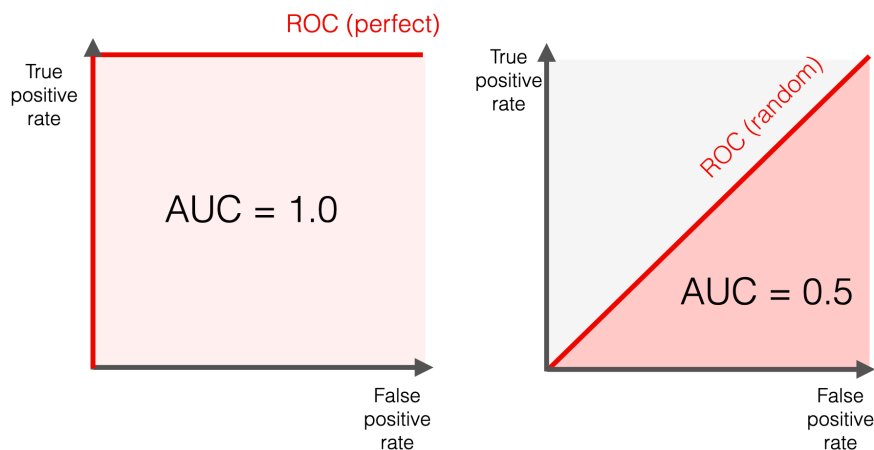 ROC (perfect)
True
positive
rate
AUC = 1.0
False
positive
rate
True
positive
rate
ROC (random)
AUC = 0.5
False
positive
rate